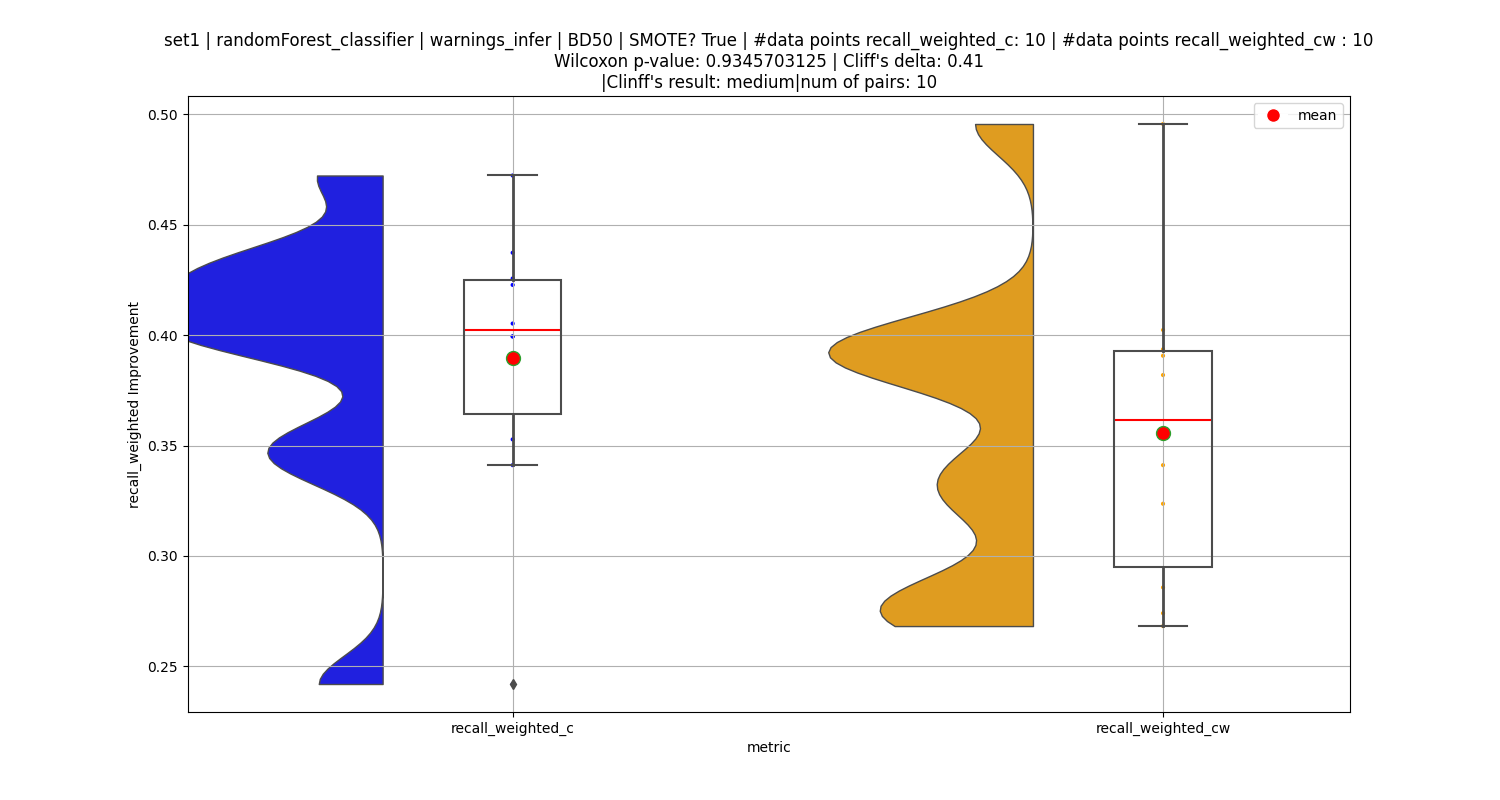 set1 | randomForest_classifier | warnings_infer | BD50 | SMOTE? True | #data points recall_weighted_c: 10 | #data points recall_weighted_cw : 10
Wilcoxon p-value: 0.9345703125 | Cliff's delta: 0.41
|Clinff's result: medium|num of pairs: 10
mean
0.50
0.45
0.40
0.35
0.30
0.25
recall_weighted Improvement
recall_weighted_c
recall_weighted_cw
metric